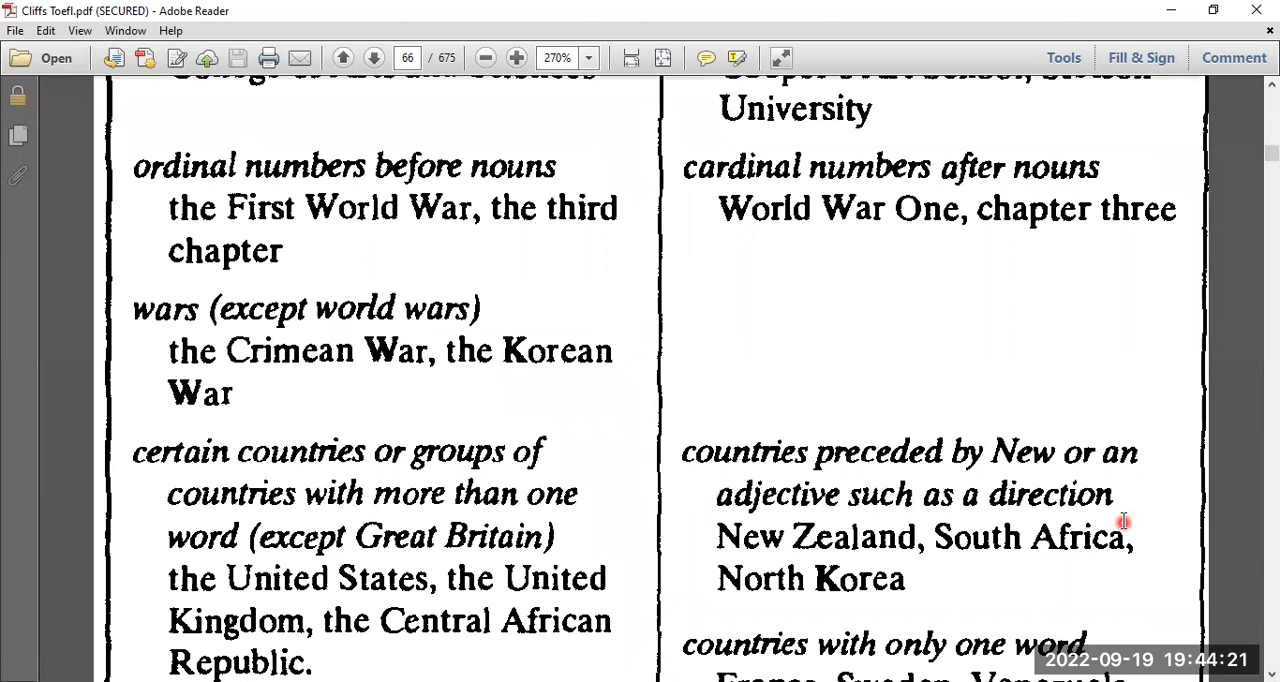 Cliffs Toefl.pdf (SECURED) - Adobe Reader
File Edit View Window Help
Open 66 / 675 270% Tools Fill & Sign Comment
University
ordinal numbers before nouns
the First World War, the third
chapter
cardinal numbers after nouns
World War One, chapter three
wars (except world wars)
the Crimean War, the Korean
War
certain countries or groups of
countries with more than one
word (except Great Britain)
the United States, the United
Kingdom, the Central African
Republic.
countries preceded by New or an
adjective such as a direction
New Zealand, South Africa,
North Korea
countries with only one word
France, Sweden, Venezuela
2022-09-19 19:44:21